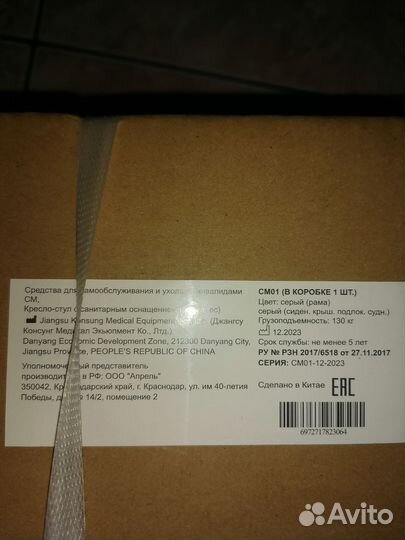 Средства для самообслуживания и ухода инвалидами
СМ,
Кресло-стул с санитарным оснащением
Jiangsu Konsung Medical Equipment (Джангсу
Консунг Медикал Экьюпмент Ко., Лтд.)
Danyang Economic Development Zone, 212300 Danyang City,
Jiangsu Province, PEOPLE'S REPUBLIC OF CHINA
Уполномоченный представитель
производителя в РФ: ООО "Апрель"
350042, Краснодарский край, г. Краснодар, ул. им 40-летия
Победы, 14/2, помещение 2
СМ01 (В КОРОБКЕ 1 ШТ.)
Цвет: серый (рама)
серый (сиден. крыш. подлок. судн.)
Грузоподъемность: 130 кг
12.2023
Срок службы: не менее 5 лет
РУ № РЗН 2017/6518 от 27.11.2017
СЕРИЯ: СМ01-12-2023
Сделано в Китае EAC
6972717823064
Avito